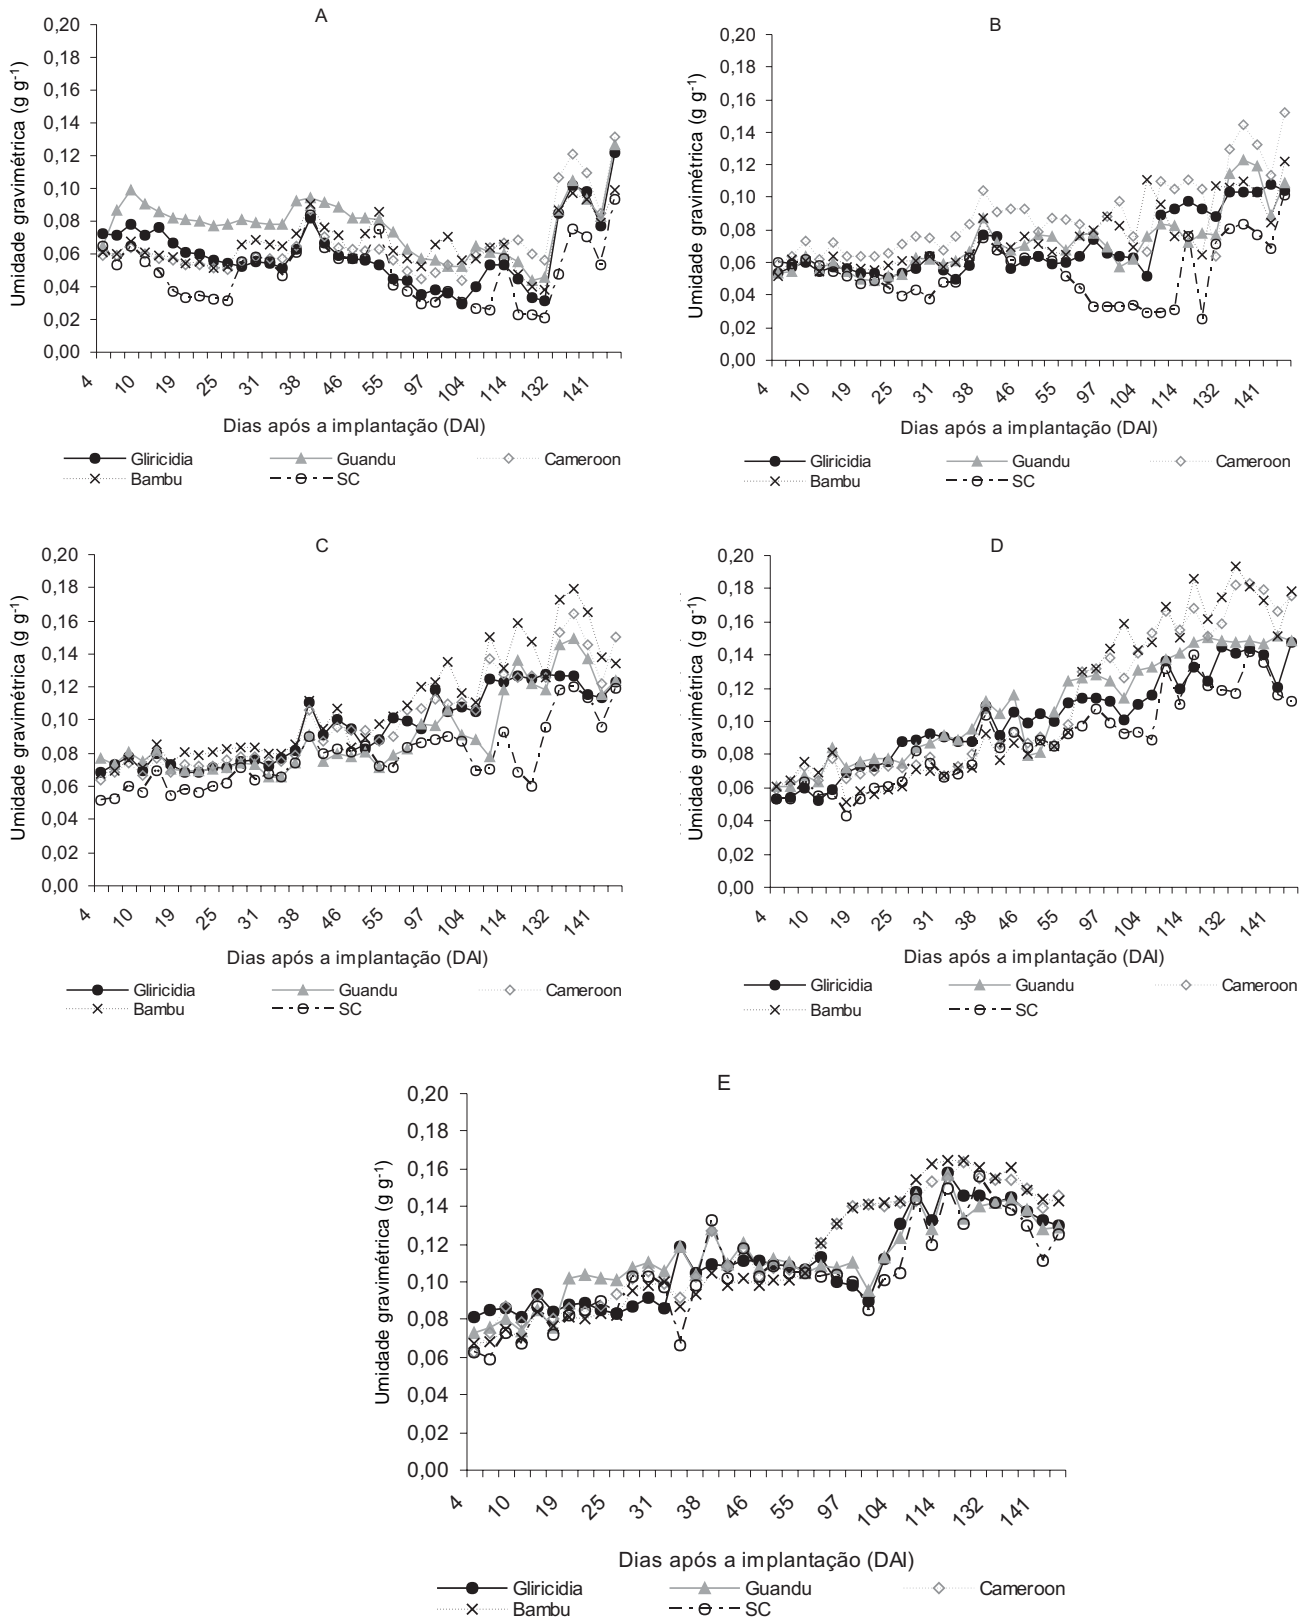 A
Umidade gravimétrica (g g-1)
0,20
0,18
0,16
0,14
0,12
0,10
0,08
0,06
0,04
0,02
0,00
4 10 19 25 31 38 46 55 97 104 114 132 141
Dias após a implantação (DAI)
Gliricidia Guandu Cameroon
Bambu SC
B
Umidade gravimétrica (g g-1)
0,20
0,18
0,16
0,14
0,12
0,10
0,08
0,06
0,04
0,02
0,00
4 10 19 25 31 38 46 55 97 104 114 132 141
Dias após a implantação (DAI)
Gliricidia Guandu Cameroon
Bambu SC
C
Umidade gravimétrica (g g-1)
0,20
0,18
0,16
0,14
0,12
0,10
0,08
0,06
0,04
0,02
0,00
4 10 19 25 31 38 46 55 97 104 114 132 141
Dias após a implantação (DAI)
Gliricidia Guandu Cameroon
Bambu SC
D
Umidade gravimétrica (g g-1)
0,20
0,18
0,16
0,14
0,12
0,10
0,08
0,06
0,04
0,02
0,00
4 10 19 25 31 38 46 55 97 104 114 132 141
Dias após a implantação (DAI)
Gliricidia Guandu Cameroon
Bambu SC
E
Umidade gravimétrica (g g-1)
0,20
0,18
0,16
0,14
0,12
0,10
0,08
0,06
0,04
0,02
0,00
4 10 19 25 31 38 46 55 97 104 114 132 141
Dias após a implantação (DAI)
Gliricidia Guandu Cameroon
Bambu SC